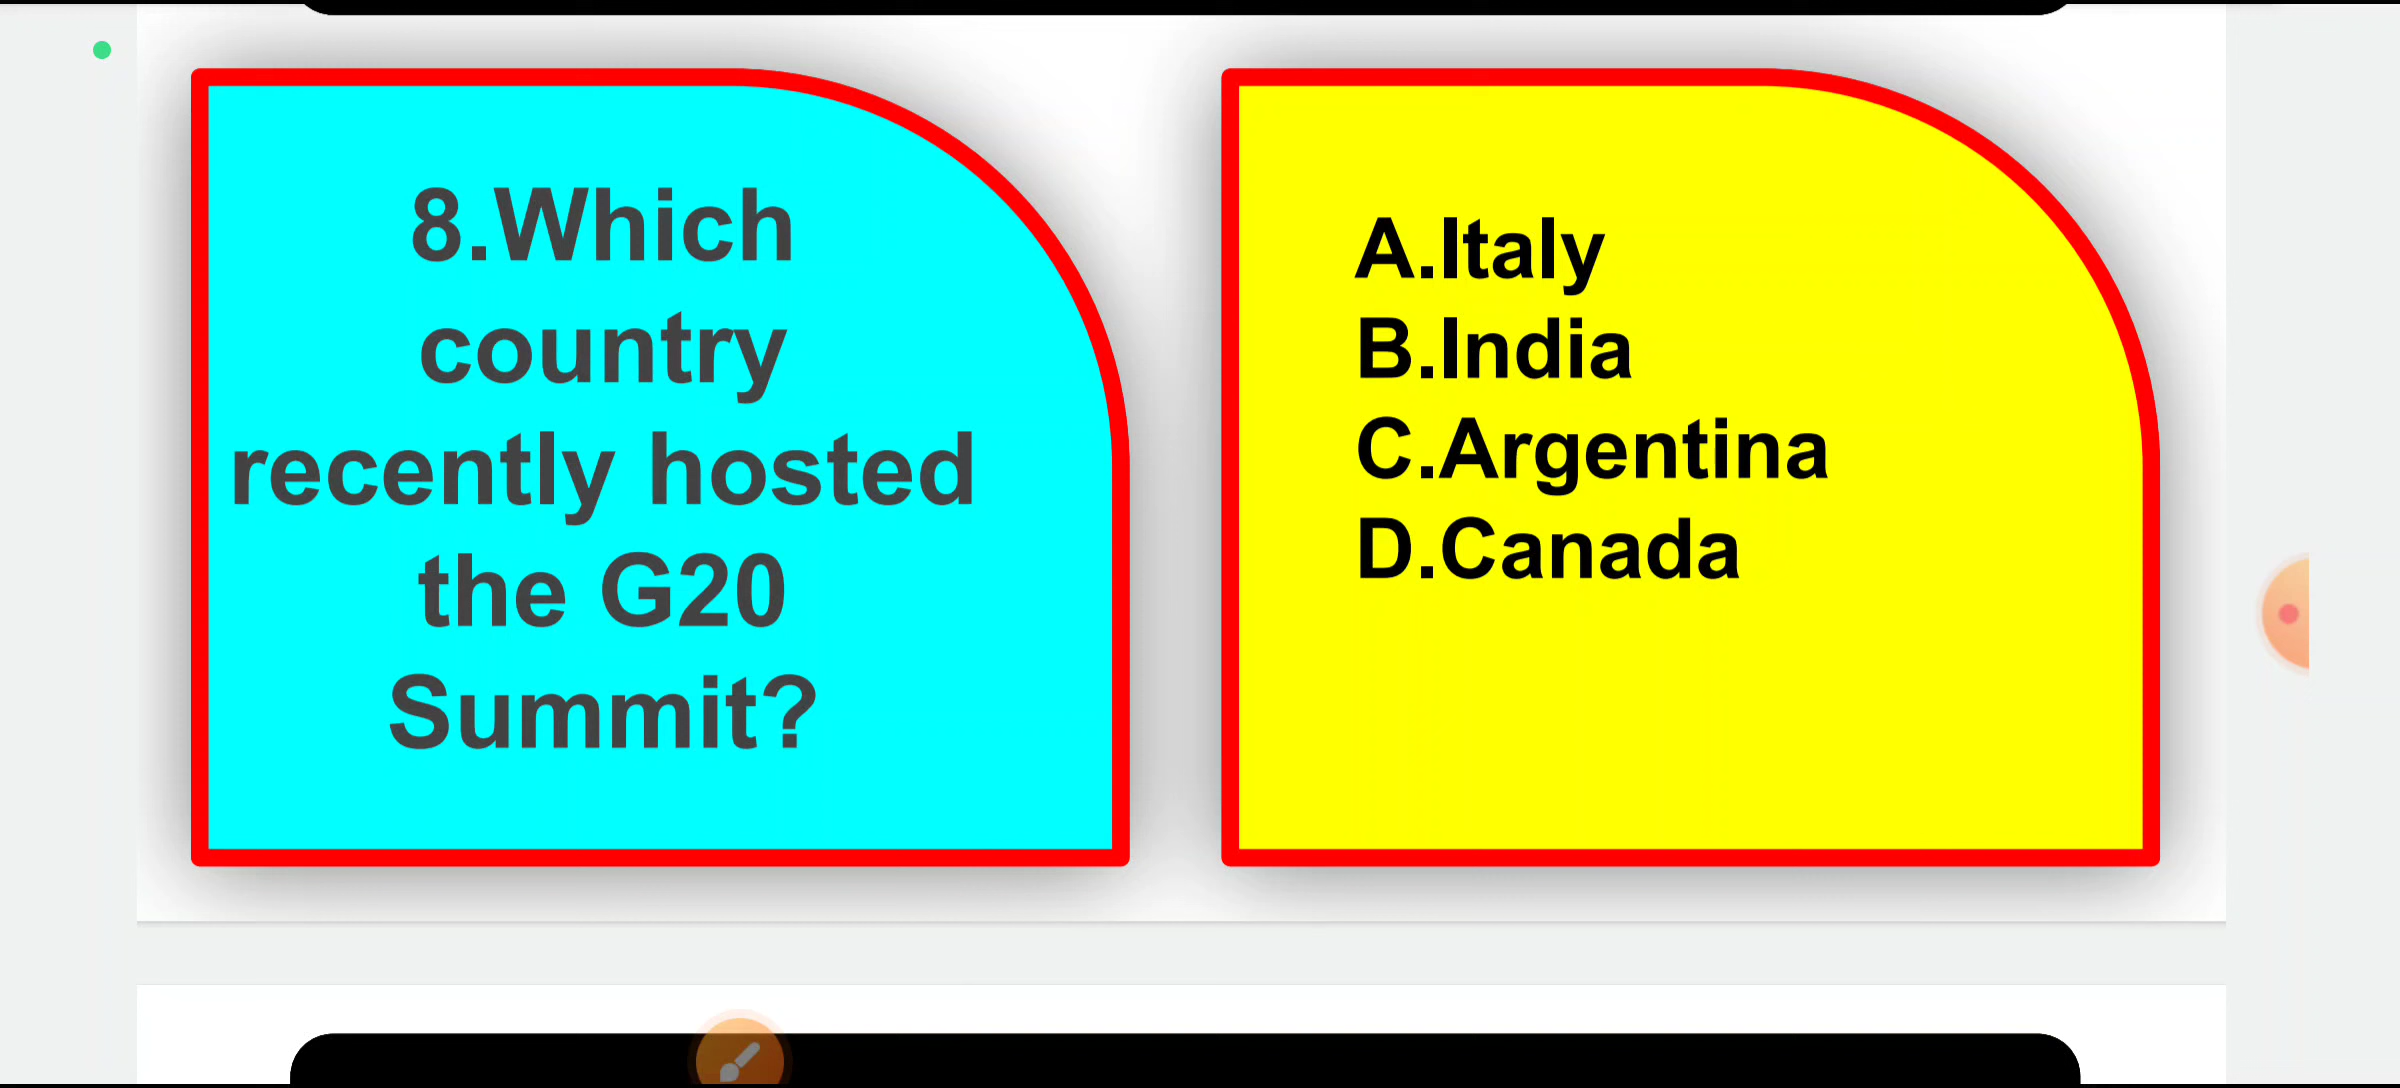 8.Which
country
recently hosted
the G20
Summit?
A.Italy
B.India
C.Argentina
D.Canada